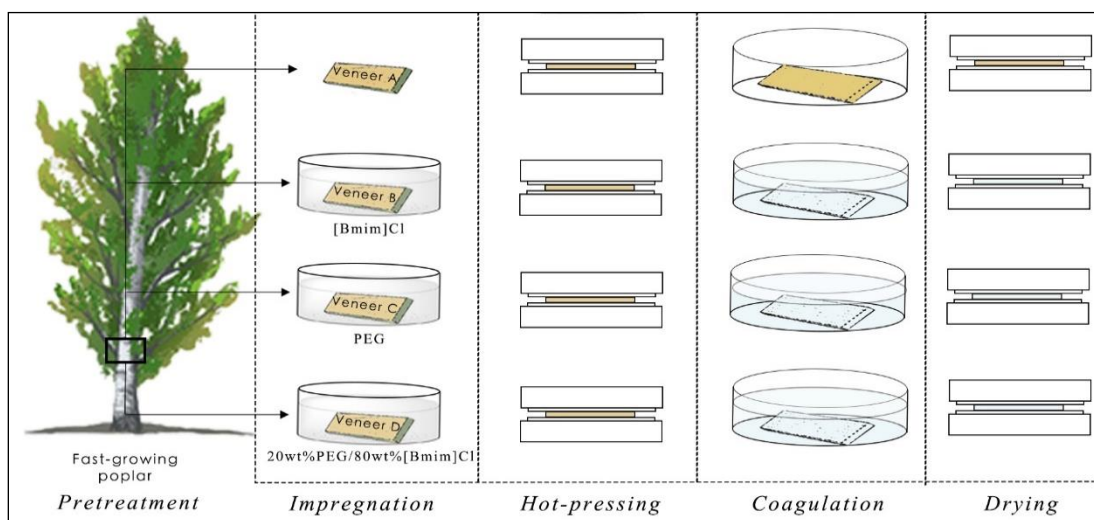 Veneer A
Veneer B
[Bmim]Cl
Veneer C
PEG
Veneer D
20wt%PEG/80wt%[Bmim]Cl
Fast-growing
poplar
Pretreatment
Impregnation
Hot-pressing
Coagulation
Drying